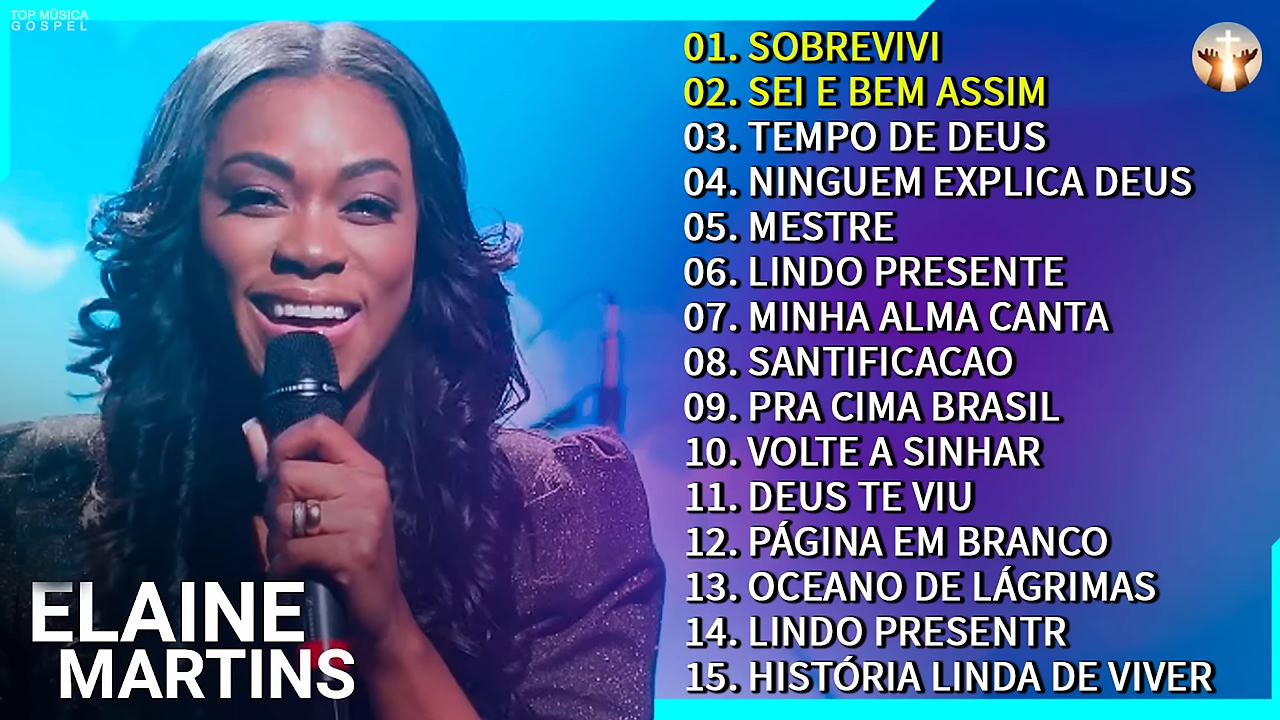 TOP MÚSICA
GOSPEL
01. SOBREVIVI
02. SEI E BEM ASSIM
03. TEMPO DE DEUS
04. NINGUEM EXPLICA DEUS
05. MESTRE
06. LINDO PRESENTE
07. MINHA ALMA CANTA
08. SANTIFICACAO
09. PRA CIMA BRASIL
10. VOLTE A SINHAR
11. DEUS TE VIU
12. PÁGINA EM BRANCO
13. OCEANO DE LÁGRIMAS
14. LINDO PRESENTR
15. HISTÓRIA LINDA DE VIVER
ELAINE
MARTINS